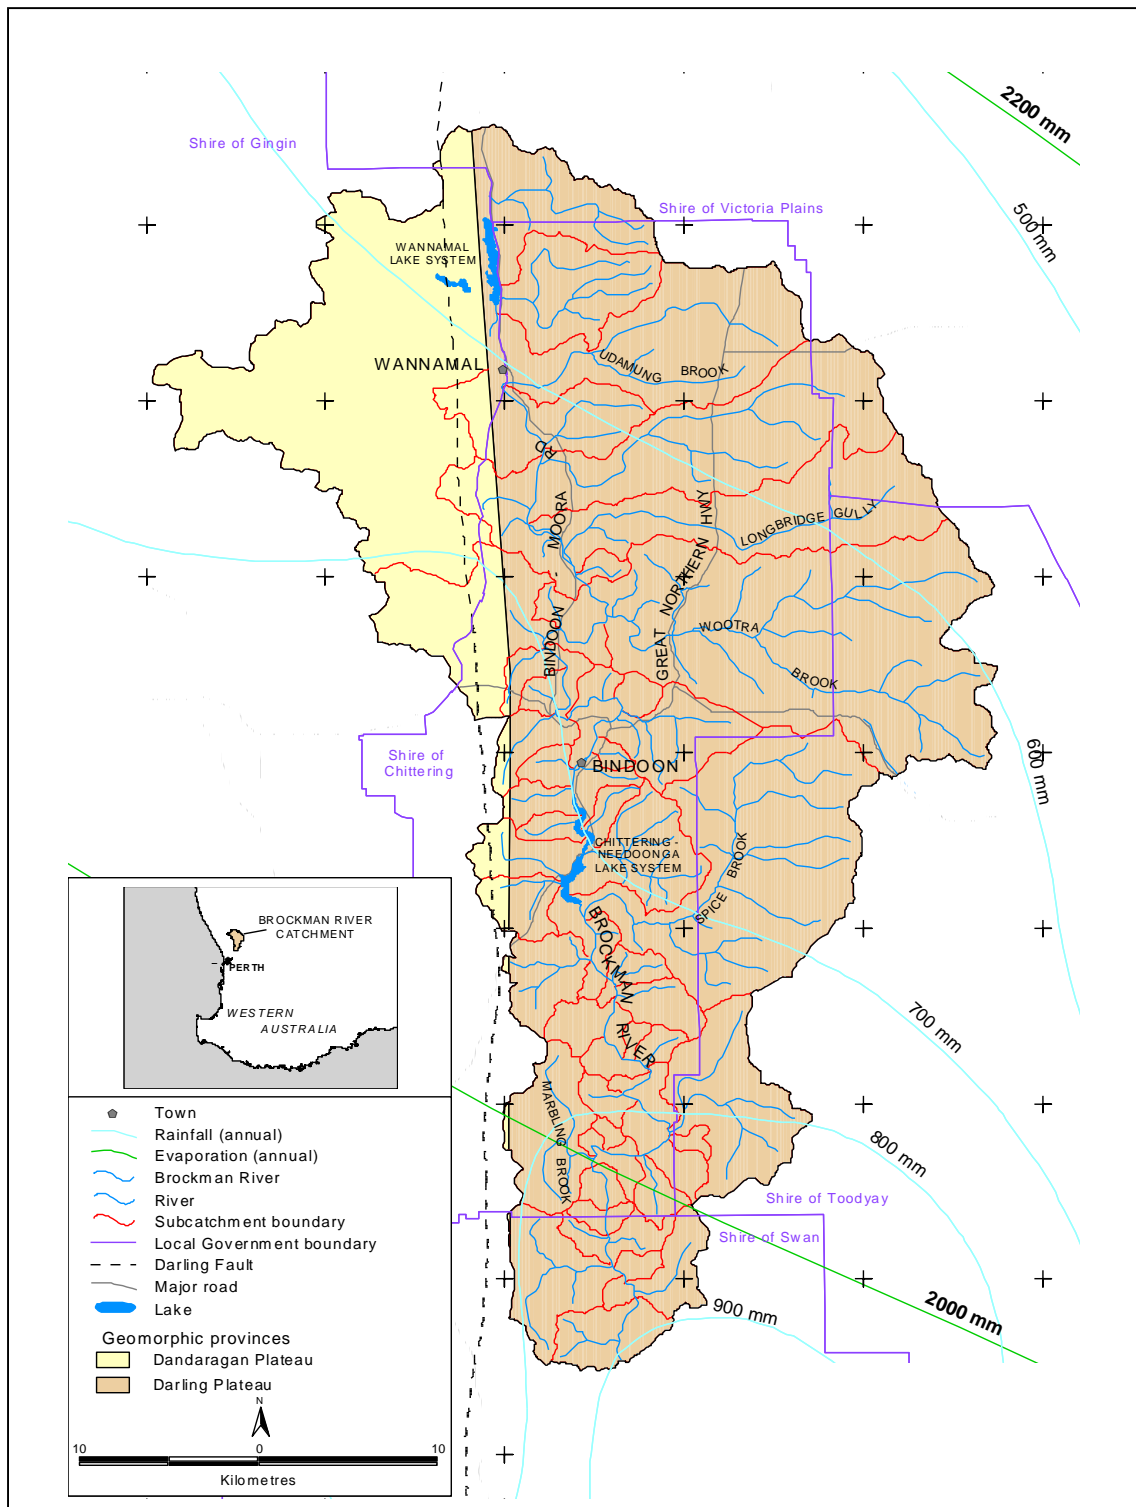 2200 mm
Shire of Gingin
Shire of Victoria Plains
500 mm
WANNAMAL
LAKE SYSTEM
WANNAMAL
UDAMUNG BROOK
RD
MOORA
-
BINDOON
GREAT NORTHERN HWY
LONGBRIDGE GULLY
WOOTRA
BROOK
Shire of
Chittering
BINDOON
600 mm
CHITTERING -
NEEDOONGA
LAKE SYSTEM
SPICE BROOK
BROCKMAN
RIVER
700 mm
MARBLING BROOK
800 mm
Shire of Toodyay
Shire of Swan
900 mm
2000 mm
BROCKMAN RIVER
CATCHMENT
PERTH
WESTERN
AUSTRALIA
Town
Rainfall (annual)
Evaporation (annual)
Brockman River
River
Subcatchment boundary
Local Government boundary
Darling Fault
Major road
Lake
Geomorphic provinces
Dandaragan Plateau
Darling Plateau
N
10 0 10
Kilometres